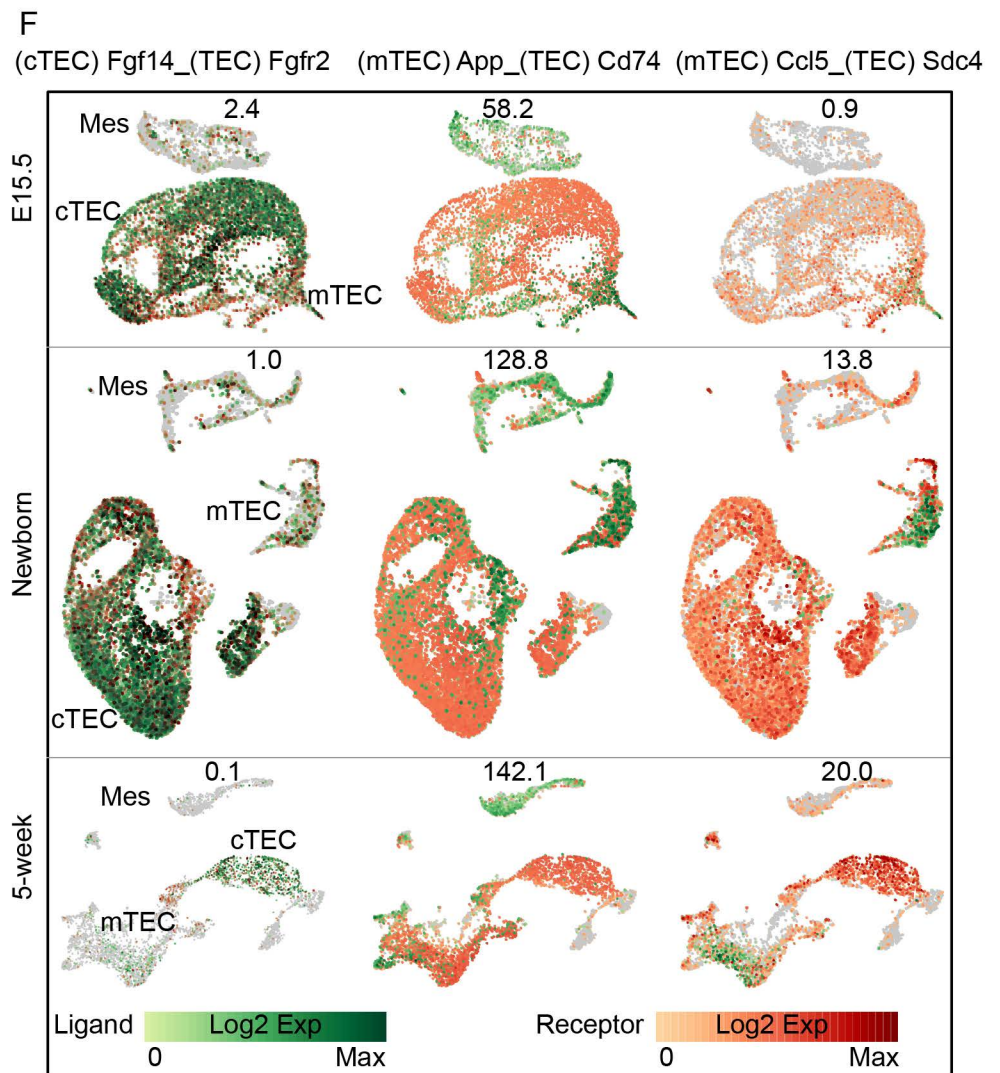 F
(cTEC) Fgf14_(TEC) Fgfr2 (mTEC) App_(TEC) Cd74 (mTEC) Ccl5_(TEC) Sdc4
E15.5
Mes 2.4 58.2 0.9
cTEC
mTEC
Newborn
Mes 1.0 128.8 13.8
mTEC
cTEC
5-week
Mes 0.1 142.1 20.0
cTEC
mTEC
Ligand Log2 Exp Receptor Log2 Exp
0 Max 0 Max